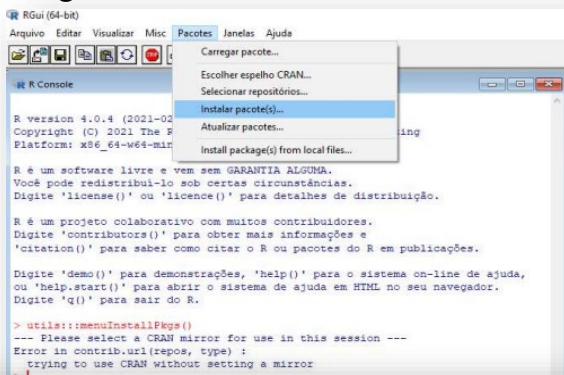 RGui (64-bit)
Arquivo Editar Visualizar Misc Pacotes Janelas Ajuda
Carregar pacote...
Escolher espelho CRAN...
Selecionar repositórios...
Instalar pacote(s)...
Atualizar pacotes...
Install package(s) from local files...
R Console
R version 4.0.4 (2021-02
Copyright (C) 2021 The R
Platform: x86_64-w64-min
R é um software livre e vem sem GARANTIA ALGUMA.
Você pode redistribuí-lo sob certas circunstâncias.
Digite 'license()' ou 'licence()' para detalhes de distribuição.
R é um projeto colaborativo com muitos contribuidores.
Digite 'contributors()' para obter mais informações e
'citation()' para saber como citar o R ou pacotes do R em publicações.
Digite 'demo()' para demonstrações, 'help()' para o sistema on-line de ajuda,
ou 'help.start()' para abrir o sistema de ajuda em HTML no seu navegador.
Digite 'q()' para sair do R.
> utils:::menuInstallPkgs()
--- Please select a CRAN mirror for use in this session ---
Error in contrib.url(repos, type) :
trying to use CRAN without setting a mirror
>